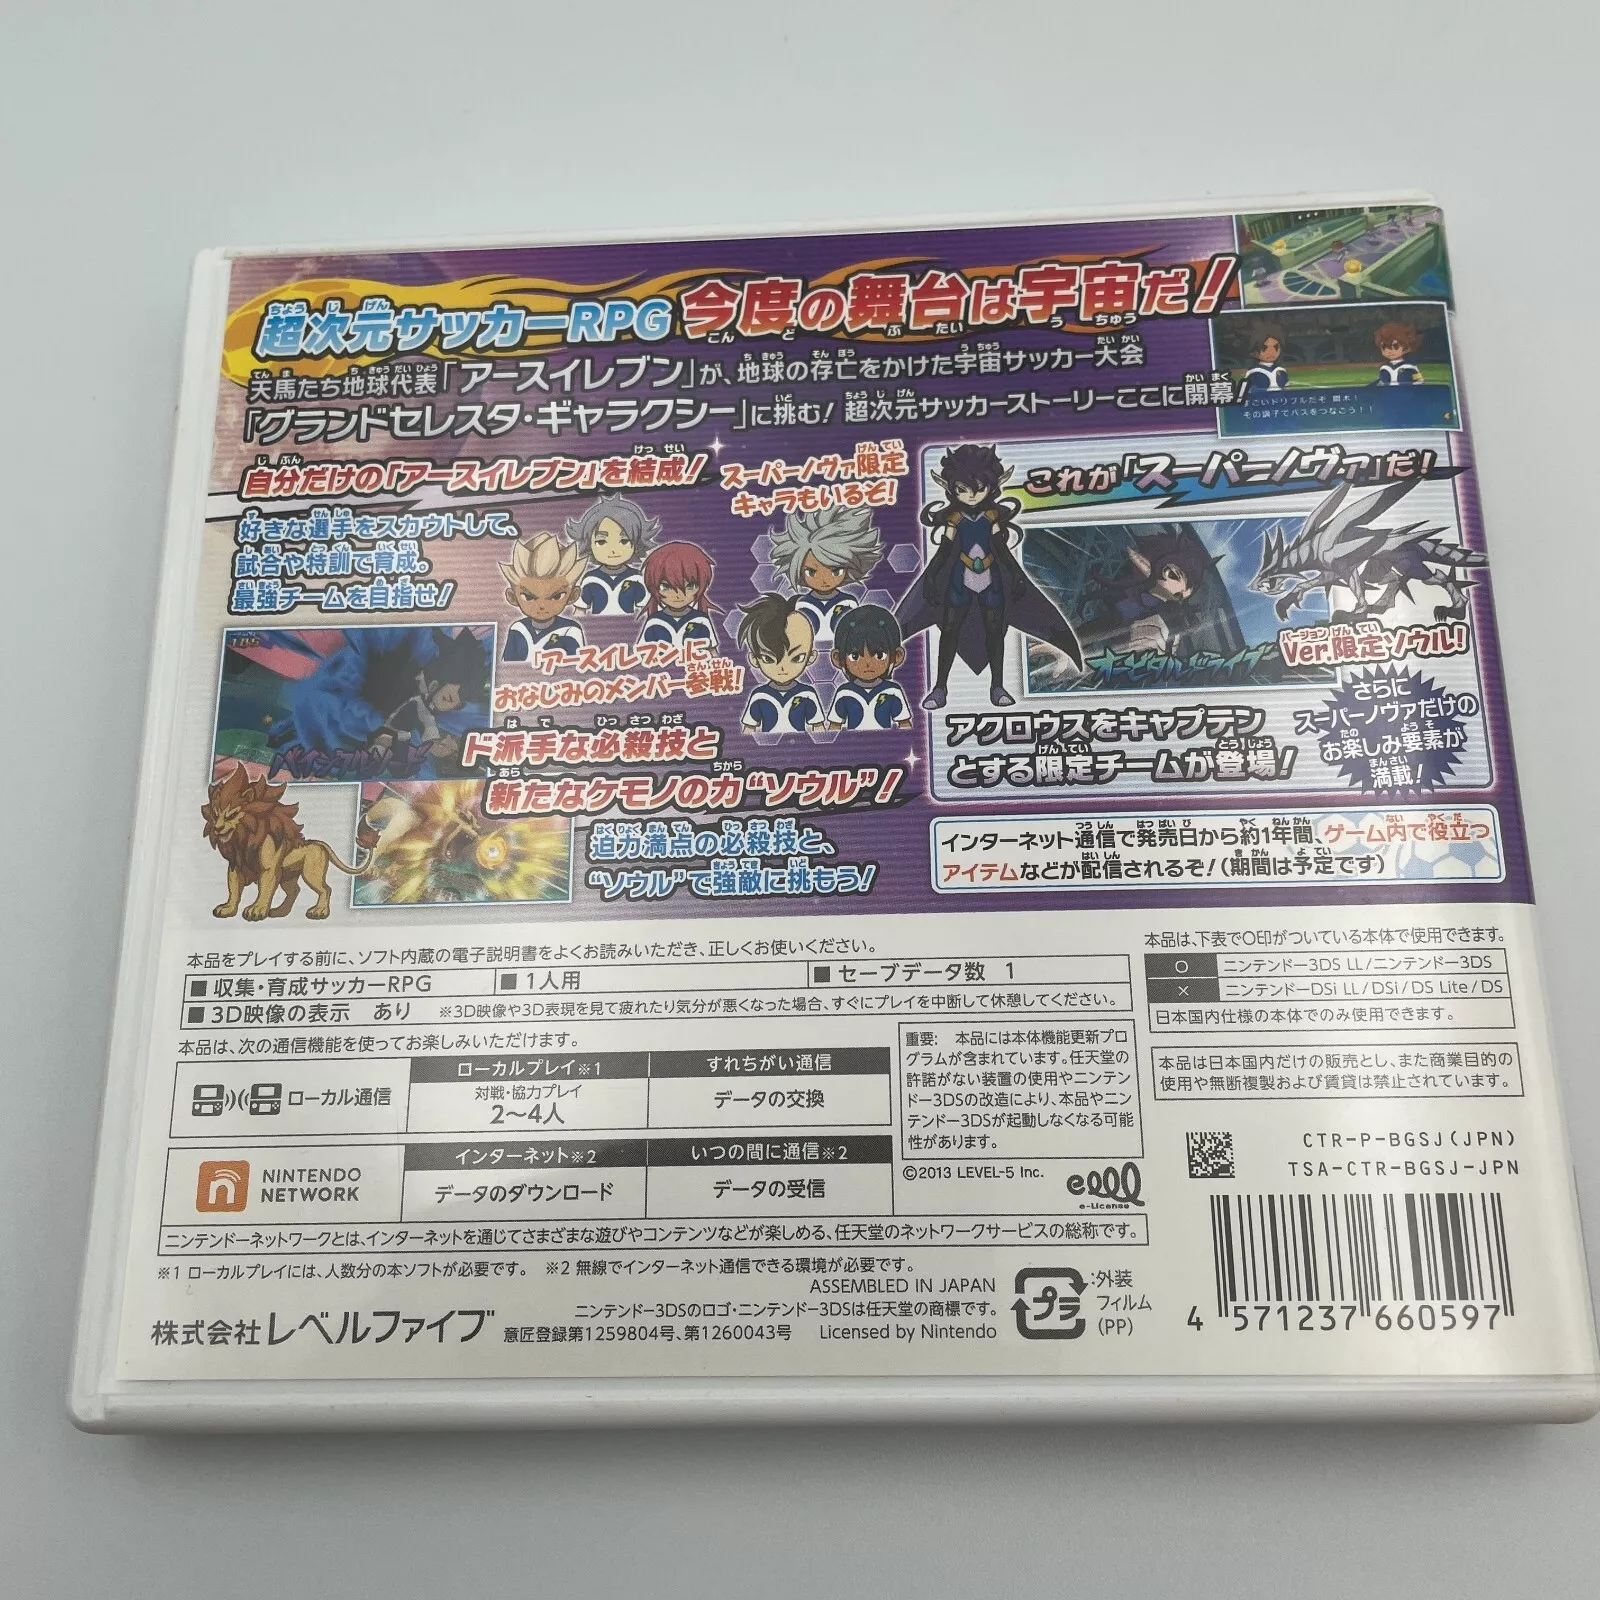 超次元サッカーRPG 今度の舞台は宇宙だ!
天馬たち地球代表「アースイレブン」が、地球の存亡をかけた宇宙サッカー大会
「グランドセレスタ・ギャラクシー」に挑む! 超次元サッカーストーリーここに開幕!
その調子でパスをつなごう!!
自分だけの「アースイレブン」を結成!
好きな選手をスカウトして、
試合や特訓で育成。
最強チームを目指せ!
スーパーノヴァ限定
キャラもいるぞ!
「アースイレブン」に
おなじみのメンバー参戦!
ド派手な必殺技と
新たなケモノの力“ソウル”!
迫力満点の必殺技と、
“ソウル”で強敵に挑もう!
これが「スーパーノヴァ」だ!
オービタルドライブ
Ver.限定ソウル!
アクロウスをキャプテン
とする限定チームが登場!
さらに
スーパーノヴァだけの
お楽しみ要素が
満載!
インターネット通信で発売日から約1年間、ゲーム内で役立つ
アイテムなどが配信されるぞ!(期間は予定です)
本品をプレイする前に、ソフト内蔵の電子説明書をよくお読みいただき、正しくお使いください。
■ 収集・育成サッカーRPG ■ 1人用 ■ セーブデータ数 1
■ 3D映像の表示 あり ※3D映像や3D表現を見て疲れたり気分が悪くなった場合、すぐにプレイを中断して休憩してください。
本品は、次の通信機能を使ってお楽しみいただけます。
ローカル通信
ローカルプレイ※1 すれちがい通信
対戦・協力プレイ
2〜4人 データの交換
NINTENDO
NETWORK
インターネット※2 いつの間に通信※2
データのダウンロード データの受信
ニンテンドーネットワークとは、インターネットを通じてさまざまな遊びやコンテンツなどが楽しめる、任天堂のネットワークサービスの総称です。
※1 ローカルプレイには、人数分の本ソフトが必要です。 ※2 無線でインターネット通信できる環境が必要です。
重要: 本品には本体機能更新プロ
グラムが含まれています。任天堂の
許諾がない装置の使用やニンテン
ドー3DSの改造により、本品やニン
テンドー3DSが起動しなくなる可能
性があります。
©2013 LEVEL-5 Inc.
e-License
本品は、下表で○印がついている本体で使用できます。
○ ニンテンドー3DS LL/ニンテンドー3DS
× ニンテンドーDSi LL/DSi/DS Lite/DS
日本国内仕様の本体でのみ使用できます。
本品は日本国内だけの販売とし、また商業目的の
使用や無断複製および賃貸は禁止されています。
CTR-P-BGSJ(JPN)
TSA-CTR-BGSJ-JPN
ASSEMBLED IN JAPAN
株式会社レベルファイブ
ニンテンドー3DSのロゴ・ニンテンドー3DSは任天堂の商標です。
意匠登録第1259804号、第1260043号 Licensed by Nintendo
プラ
:外装
フィルム
(PP)
4 571237 660597